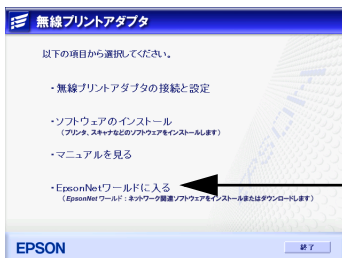 無線プリントアダプタ
以下の項目から選択してください。
・無線プリントアダプタの接続と設定
・ソフトウェアのインストール
(プリンタ、スキャナなどのソフトウェアをインストールします)
・マニュアルを見る
・EpsonNetワールドに入る
(EpsonNet ワールド:ネットワーク関連ソフトウェアをインストールまたはダウンロードします)
EPSON
終了